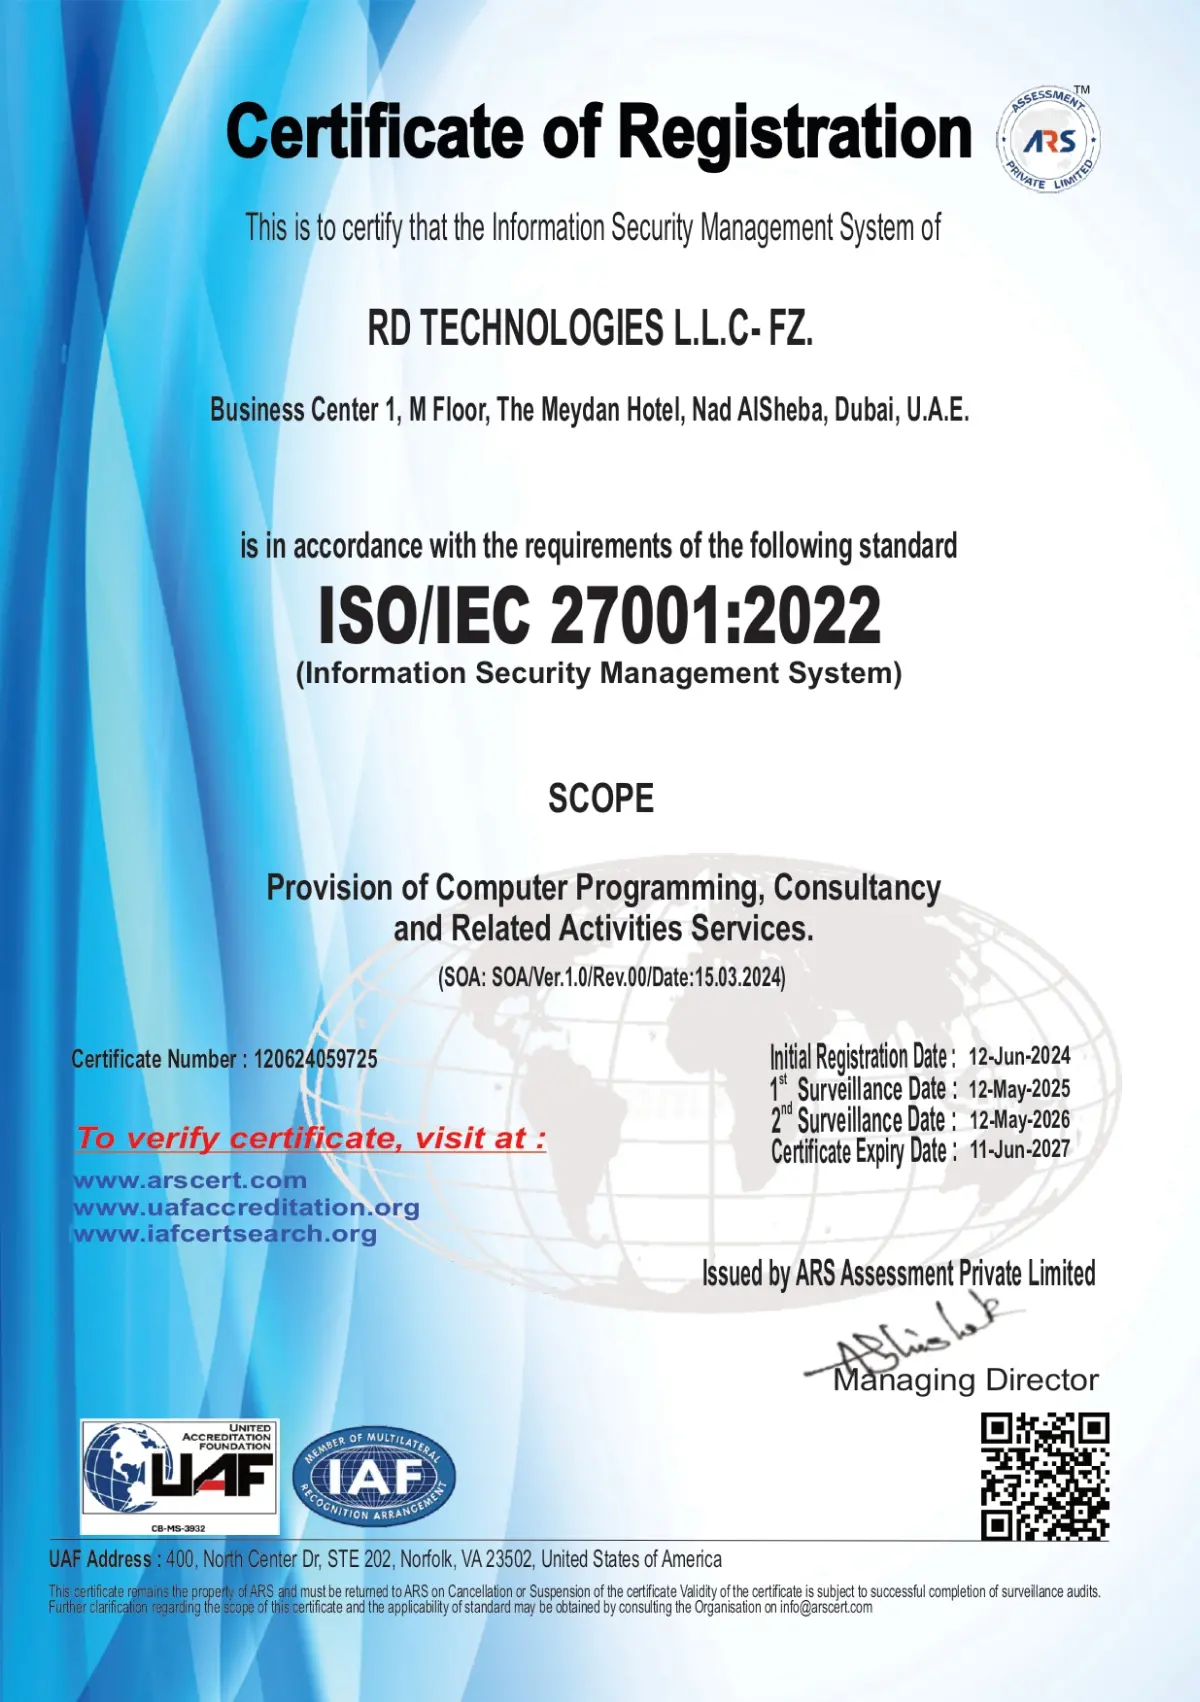 Certificate of Registration
ASSESSMENT
TM
ARS
PRIVATE LIMITED
This is to certify that the Information Security Management System of
RD TECHNOLOGIES L.L.C- FZ.
Business Center 1, M Floor, The Meydan Hotel, Nad AlSheba, Dubai, U.A.E.
is in accordance with the requirements of the following standard
ISO/IEC 27001:2022
(Information Security Management System)
SCOPE
Provision of Computer Programming, Consultancy
and Related Activities Services.
(SOA: SOA/Ver.1.0/Rev.00/Date:15.03.2024)
Certificate Number : 120624059725
Initial Registration Date : 12-Jun-2024
1st Surveillance Date : 12-May-2025
2nd Surveillance Date : 12-May-2026
Certificate Expiry Date : 11-Jun-2027
To verify certificate, visit at :
www.arscert.com
www.uafaccreditation.org
www.iafcertsearch.org
Issued by ARS Assessment Private Limited
Abhishek
Managing Director
UNITED
ACCREDITATION
FOUNDATION
UAF
CB-MS-3932
MEMBER OF MULTILATERAL
IAF
RECOGNITION ARRANGEMENT
UAF Address : 400, North Center Dr, STE 202, Norfolk, VA 23502, United States of America
This certificate remains the property of ARS and must be returned to ARS on Cancellation or Suspension of the certificate Validity of the certificate is subject to successful completion of surveillance audits.
Further clarification regarding the scope of this certificate and the applicability of standard may be obtained by consulting the Organisation on info@arscert.com